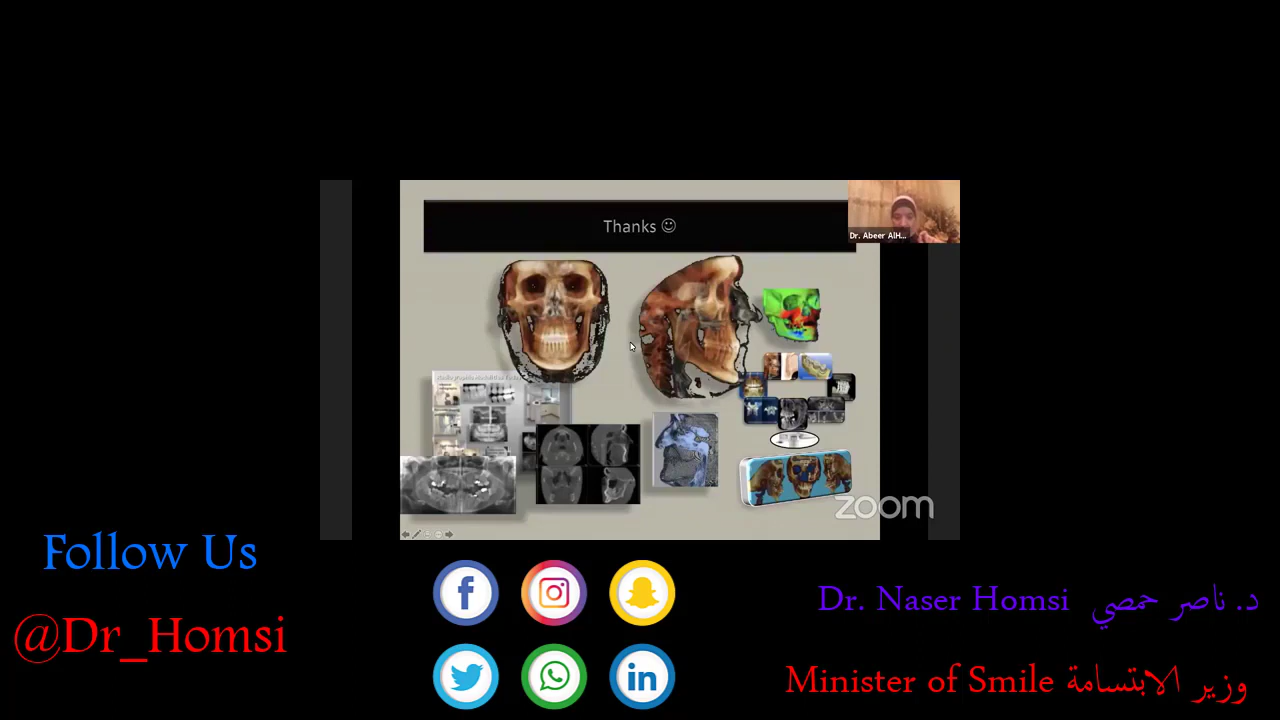 Thanks ☺
Dr. Abeer AlH...
zoom
Follow Us
@Dr_Homsi
Dr. Naser Homsi د. ناصر حمصي
Minister of Smile وزير الابتسامة